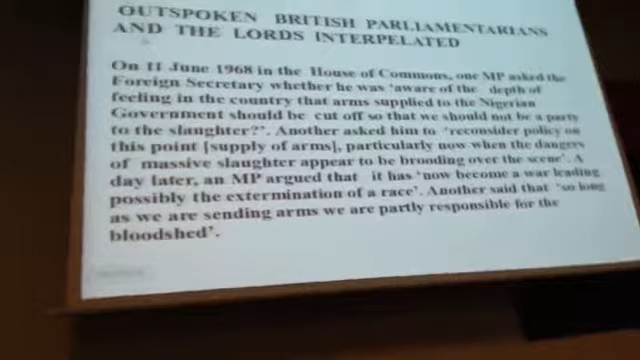 OUTSPOKEN BRITISH PARLIAMENTARIANS
AND THE LORDS INTERPELATED
On 11 June 1968 in the House of Commons, one MP asked the
Foreign Secretary whether he was 'aware of the depth of
feeling in the country that arms supplied to the Nigerian
Government should be cut off so that we should not be a party
to the slaughter?'. Another asked him to 'reconsider policy on
this point [supply of arms], particularly now when the dangers
of massive slaughter appear to be brooding over the scene'. A
day later, an MP argued that it has 'now become a war leading
possibly the extermination of a race'. Another said that 'so long
as we are sending arms we are partly responsible for the
bloodshed'.